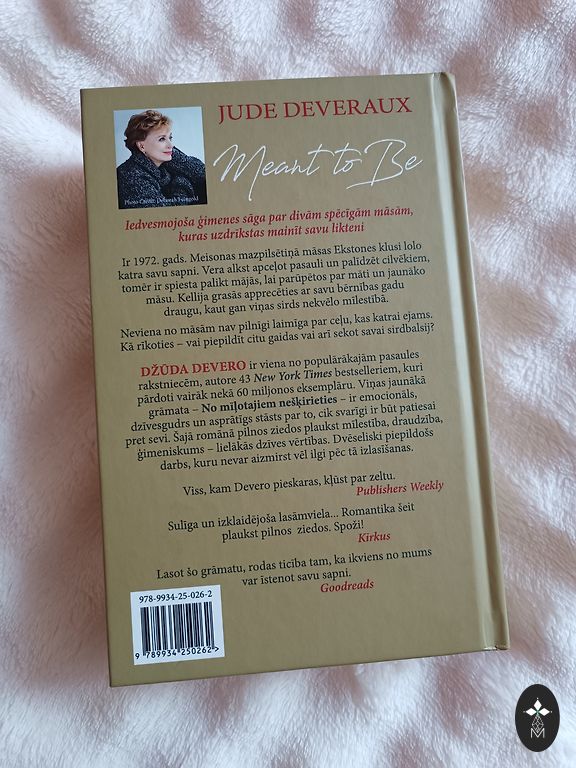 JUDE DEVERAUX
Meant to Be
Photo Credit: Deborah Feingold
Iedvesmojoša ģimenes sāga par divām spēcīgām māsām,
kuras uzdrīkstas mainīt savu likteni
Ir 1972. gads. Meisonas mazpilsētiņā māsas Ekstones klusi lolo
katra savu sapni. Vera alkst apceļot pasauli un palīdzēt cilvēkiem,
tomēr ir spiesta palikt mājās, lai parūpētos par māti un jaunāko
māsu. Kellija grasās apprecēties ar savu bērnības gadu
draugu, kaut gan viņas sirds nekvēlo mīlestībā.
Neviena no māsām nav pilnīgi laimīga par ceļu, kas katrai ejams.
Kā rīkoties – vai piepildīt citu gaidas vai arī sekot savai sirdbalsij?
DŽŪDA DEVERO ir viena no populārākajām pasaules
rakstniecēm, autore 43 New York Times bestselleriem, kuri
pārdoti vairāk nekā 60 miljonos eksemplāru. Viņas jaunākā
grāmata – No mīļotajiem nešķirieties – ir emocionāls,
dzīvesgudrs un asprātīgs stāsts par to, cik svarīgi ir būt patiesai
pret sevi. Šajā romānā pilnos ziedos plaukst mīlestība, draudzība,
ģimeniskums – lielākās dzīves vērtības. Dvēseliski piepildošs
darbs, kuru nevar aizmirst vēl ilgi pēc tā izlasīšanas.
Viss, kam Devero pieskaras, kļūst par zeltu.
Publishers Weekly
Sulīga un izklaidējoša lasāmviela... Romantika šeit
plaukst pilnos ziedos. Spoži!
Kirkus
Lasot šo grāmatu, rodas ticība tam, ka ikviens no mums
var īstenot savu sapni.
Goodreads
978-9934-25-026-2
9 789934 250262 >
M